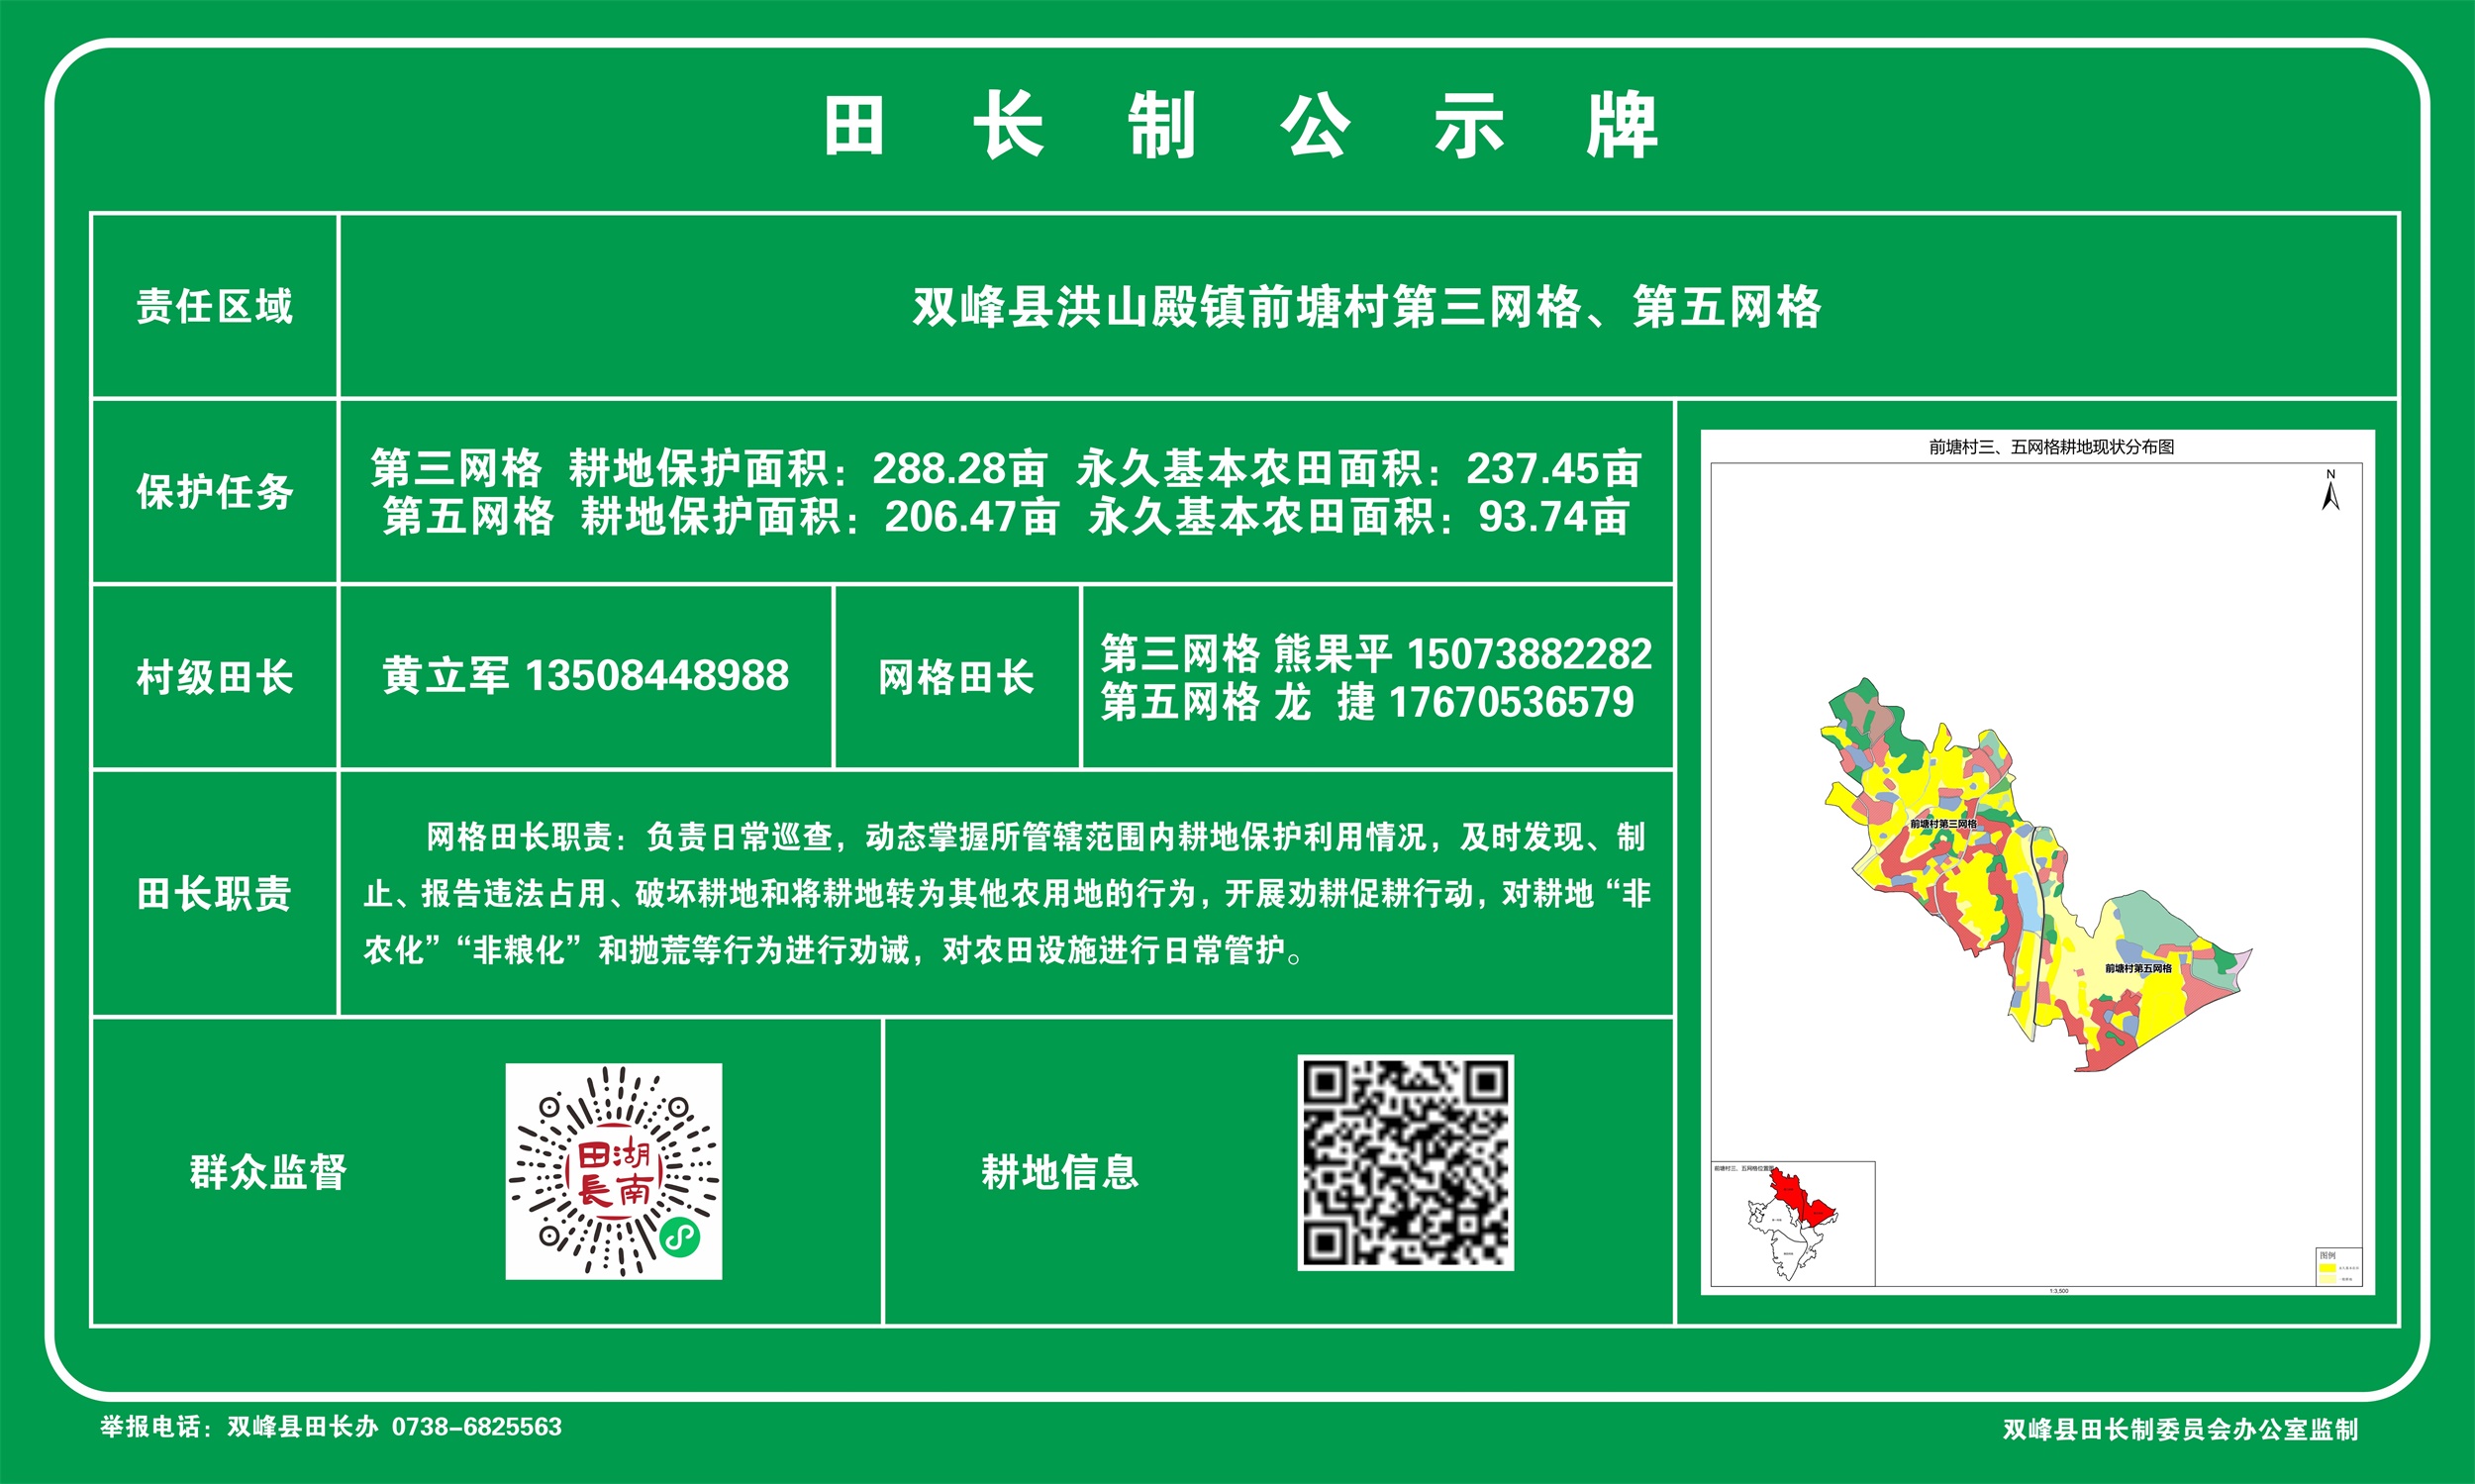 田长制公示牌
责任区域
双峰县洪山殿镇前塘村第三网格、第五网格
保护任务
第三网格 耕地保护面积：288.28亩 永久基本农田面积：237.45亩
第五网格 耕地保护面积：206.47亩 永久基本农田面积：93.74亩
村级田长
黄立军 13508448988
网格田长
第三网格 熊果平 15073882282
第五网格 龙 捷 17670536579
田长职责
网格田长职责：负责日常巡查，动态掌握所管辖范围内耕地保护利用情况，及时发现、制
止、报告违法占用、破坏耕地和将耕地转为其他农用地的行为，开展劝耕促耕行动，对耕地“非
农化”“非粮化”和抛荒等行为进行劝诫，对农田设施进行日常管护。
群众监督
田湖
長南
耕地信息
前塘村三、五网格耕地现状分布图
N
前塘村第三网格
前塘村第五网格
前塘村三、五网格位置图
图例
1:3,500
举报电话：双峰县田长办 0738-6825563
双峰县田长制委员会办公室监制